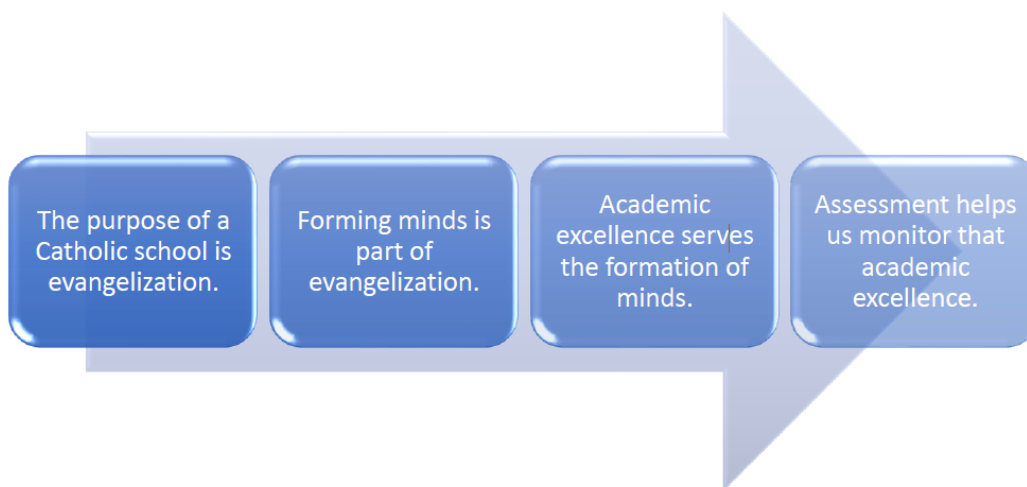 The purpose of a
Catholic school is
evangelization.
Forming minds is
part of
evangelization.
Academic
excellence serves
the formation of
minds.
Assessment helps
us monitor that
academic
excellence.